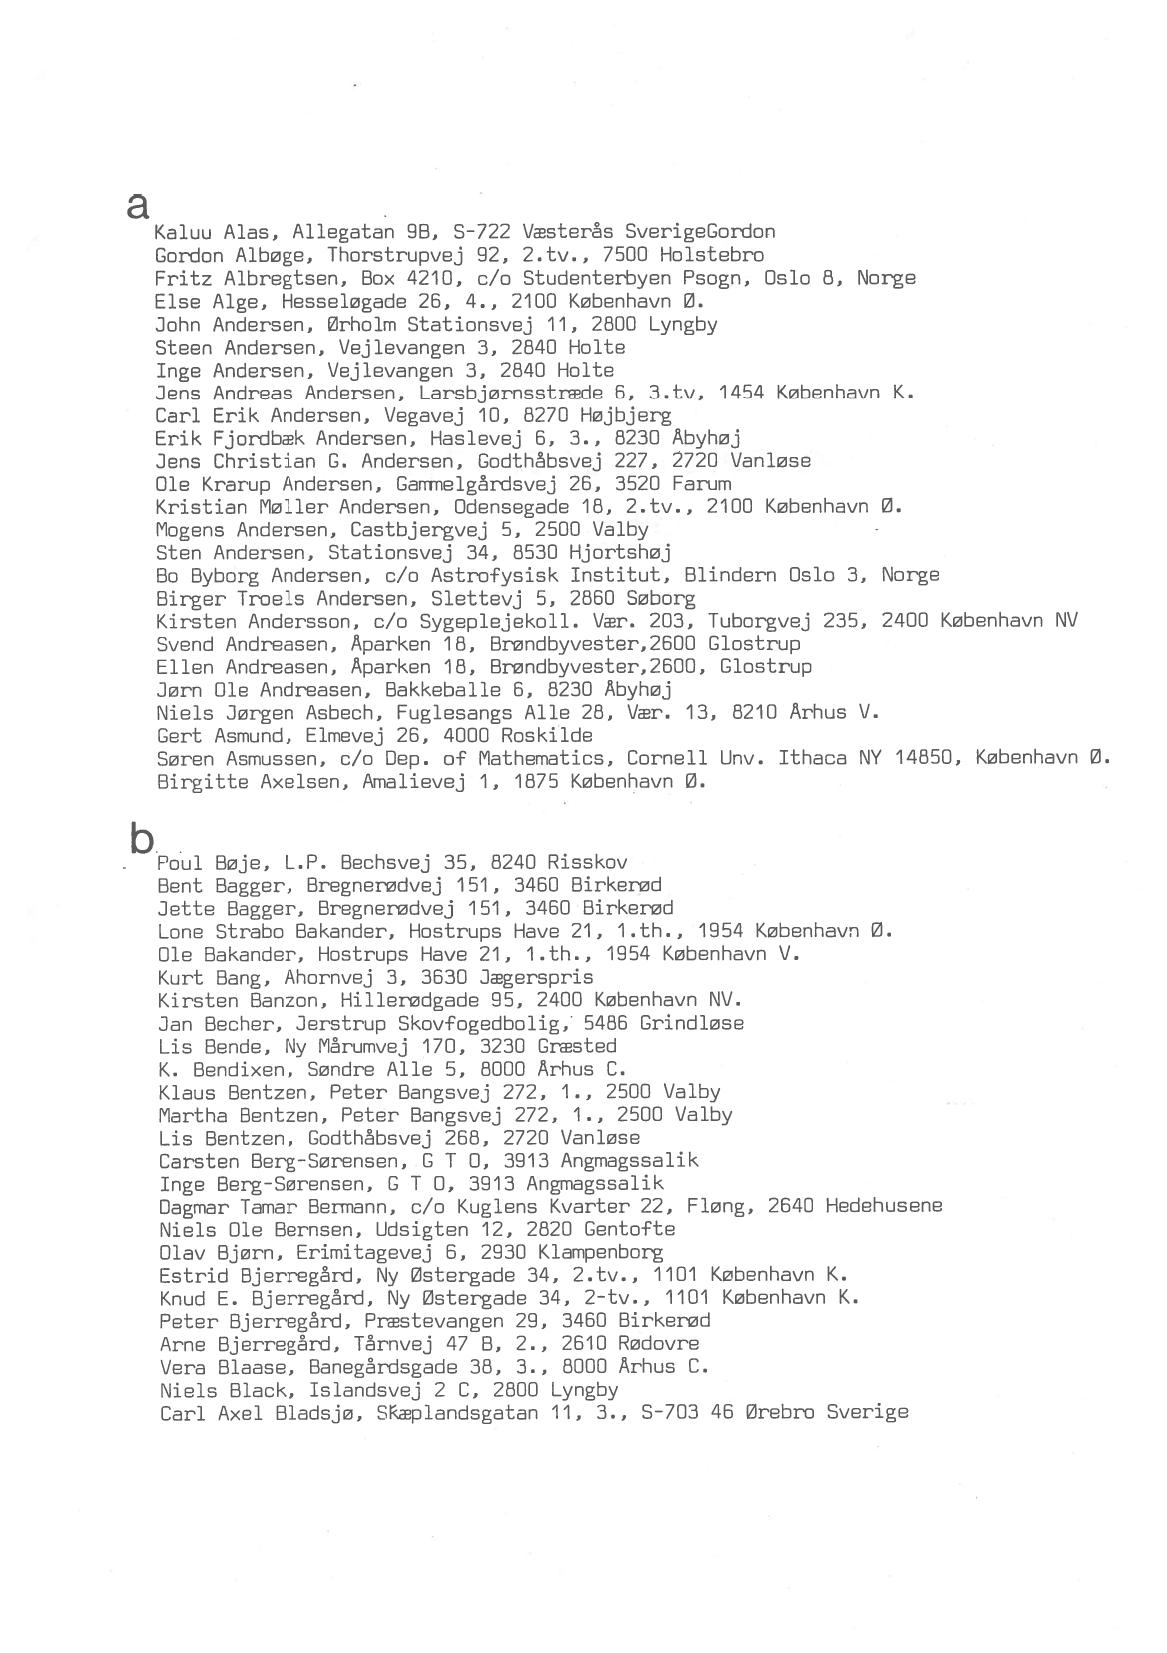 a
Kaluu Alas, Allegatan 9B, S-722 Væsterås SverigeGordon
Gordon Albøge, Thorstrupvej 92, 2.tv., 7500 Holstebro
Fritz Albregtsen, Box 4210, c/o Studenterbyen Psogn, Oslo 8, Norge
Else Alge, Hesseløgade 26, 4., 2100 København Ø.
John Andersen, Ørholm Stationsvej 11, 2800 Lyngby
Steen Andersen, Vejlevangen 3, 2840 Holte
Inge Andersen, Vejlevangen 3, 2840 Holte
Jens Andreas Andersen, Larsbjørnsstræde 6, 3.tv, 1454 København K.
Carl Erik Andersen, Vegavej 10, 8270 Højbjerg
Erik Fjordbæk Andersen, Haslevej 6, 3., 8230 Åbyhøj
Jens Christian G. Andersen, Godthåbsvej 227, 2720 Vanløse
Ole Krarup Andersen, Gammelgårdsvej 26, 3520 Farum
Kristian Møller Andersen, Odensegade 18, 2.tv., 2100 København Ø.
Mogens Andersen, Castbjergvej 5, 2500 Valby
Sten Andersen, Stationsvej 34, 8530 Hjortshøj
Bo Byborg Andersen, c/o Astrofysisk Institut, Blindern Oslo 3, Norge
Birger Troels Andersen, Slettevj 5, 2860 Søborg
Kirsten Andersson, c/o Sygeplejekoll. Vær. 203, Tuborgvej 235, 2400 København NV
Svend Andreasen, Åparken 18, Brøndbyvester,2600 Glostrup
Ellen Andreasen, Åparken 18, Brøndbyvester,2600, Glostrup
Jørn Ole Andreasen, Bakkeballe 6, 8230 Åbyhøj
Niels Jørgen Asbech, Fuglesangs Alle 28, Vær. 13, 8210 Århus V.
Gert Asmund, Elmevej 26, 4000 Roskilde
Søren Asmussen, c/o Dep. of Mathematics, Cornell Unv. Ithaca NY 14850, København Ø.
Birgitte Axelsen, Amalievej 1, 1875 København Ø.
b
Poul Bøje, L.P. Bechsvej 35, 8240 Risskov
Bent Bagger, Bregnerødvej 151, 3460 Birkerød
Jette Bagger, Bregnerødvej 151, 3460 Birkerød
Lone Strabo Bakander, Hostrups Have 21, 1.th., 1954 København Ø.
Ole Bakander, Hostrups Have 21, 1.th., 1954 København V.
Kurt Bang, Ahornvej 3, 3630 Jægerspris
Kirsten Banzon, Hillerødgade 95, 2400 København NV.
Jan Becher, Jerstrup Skovfogedbolig, 5486 Grindløse
Lis Bende, Ny Mårumvej 170, 3230 Græsted
K. Bendixen, Søndre Alle 5, 8000 Århus C.
Klaus Bentzen, Peter Bangsvej 272, 1., 2500 Valby
Martha Bentzen, Peter Bangsvej 272, 1., 2500 Valby
Lis Bentzen, Godthåbsvej 268, 2720 Vanløse
Carsten Berg-Sørensen, G T O, 3913 Angmagssalik
Inge Berg-Sørensen, G T O, 3913 Angmagssalik
Dagmar Tamar Bermann, c/o Kuglens Kvarter 22, Fløng, 2640 Hedehusene
Niels Ole Bernsen, Udsigten 12, 2820 Gentofte
Olav Bjørn, Erimitagevej 6, 2930 Klampenborg
Estrid Bjerregård, Ny Østergade 34, 2.tv., 1101 København K.
Knud E. Bjerregård, Ny Østergade 34, 2-tv., 1101 København K.
Peter Bjerregård, Præstevangen 29, 3460 Birkerød
Arne Bjerregård, Tårnvej 47 B, 2., 2610 Rødovre
Vera Blaase, Banegårdsgade 38, 3., 8000 Århus C.
Niels Black, Islandsvej 2 C, 2800 Lyngby
Carl Axel Bladsjø, Skæplandsgatan 11, 3., S-703 46 Ørebro Sverige